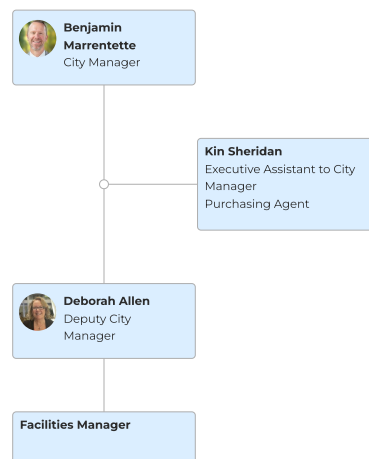 Benjamin
Marrentette
City Manager
Kin Sheridan
Executive Assistant to City
Manager
Purchasing Agent
Deborah Allen
Deputy City
Manager
Facilities Manager